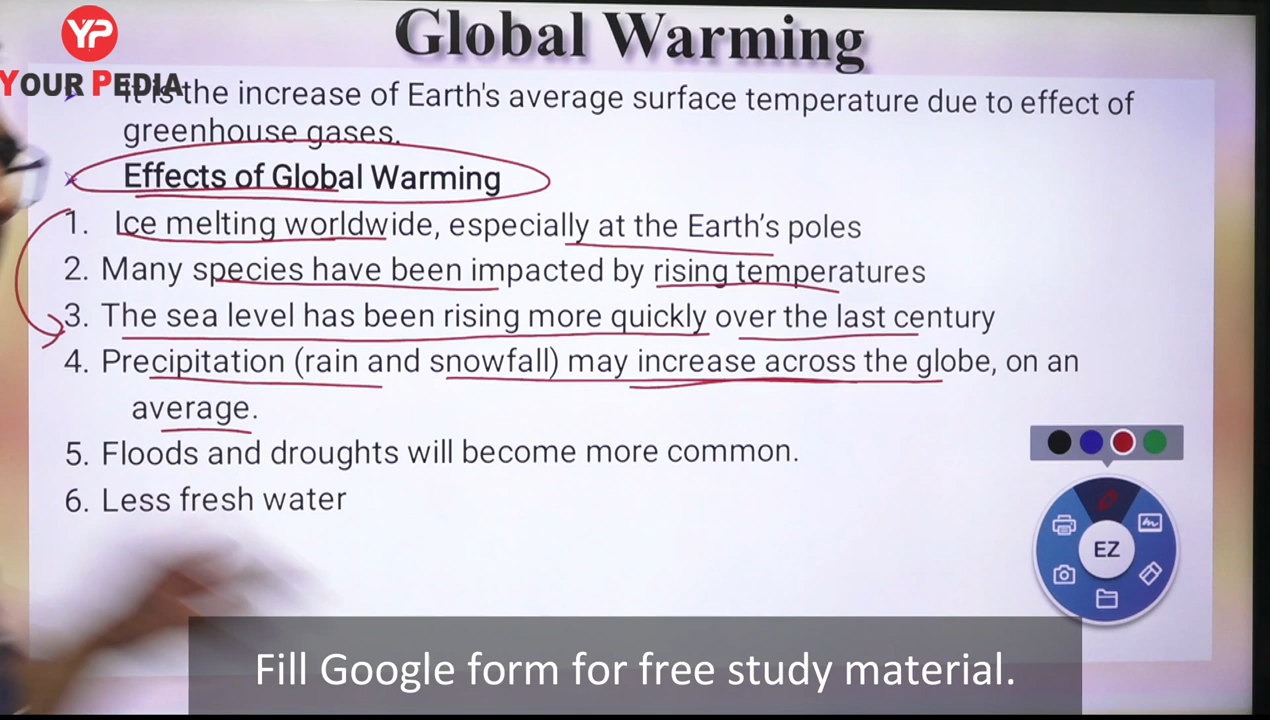 Global Warming
YP
YOUR PEDIA
It is the increase of Earth's average surface temperature due to effect of
greenhouse gases.
Effects of Global Warming
1. Ice melting worldwide, especially at the Earth's poles
2. Many species have been impacted by rising temperatures
3. The sea level has been rising more quickly over the last century
4. Precipitation (rain and snowfall) may increase across the globe, on an
average.
5. Floods and droughts will become more common.
6. Less fresh water
EZ
Fill Google form for free study material.